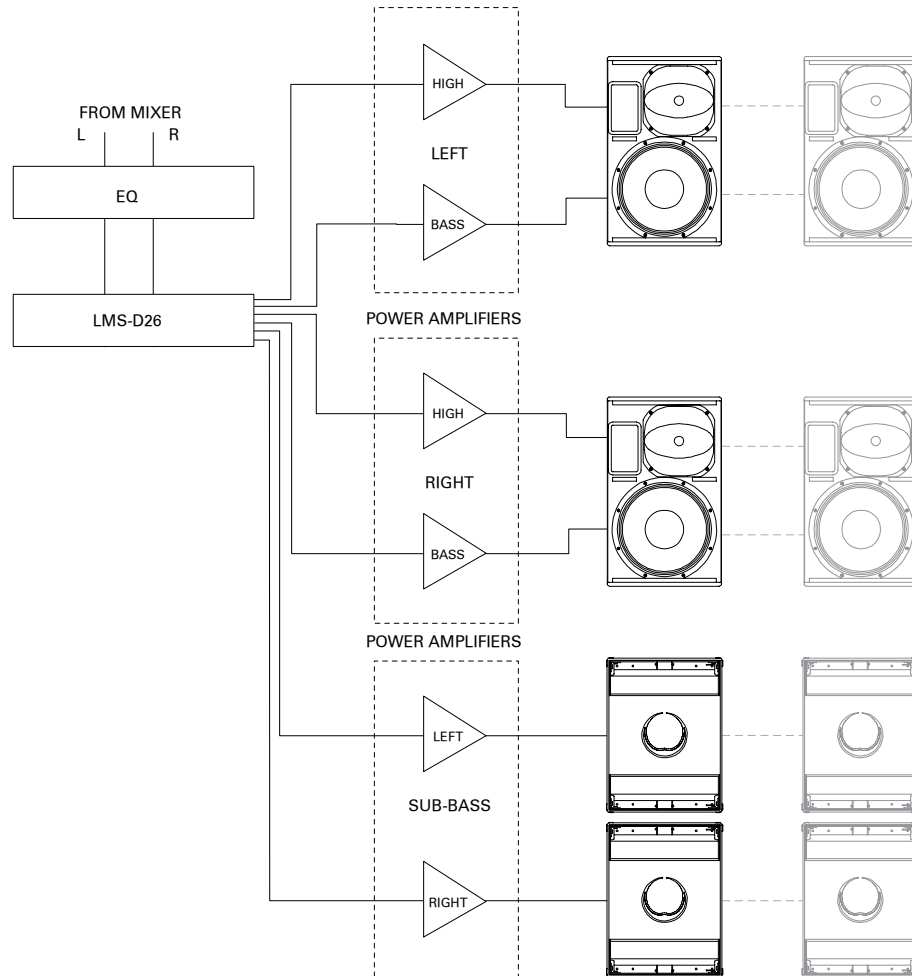 FROM MIXER
L R
EQ
LMS-D26
HIGH
LEFT
BASS
POWER AMPLIFIERS
HIGH
RIGHT
BASS
POWER AMPLIFIERS
LEFT
SUB-BASS
RIGHT